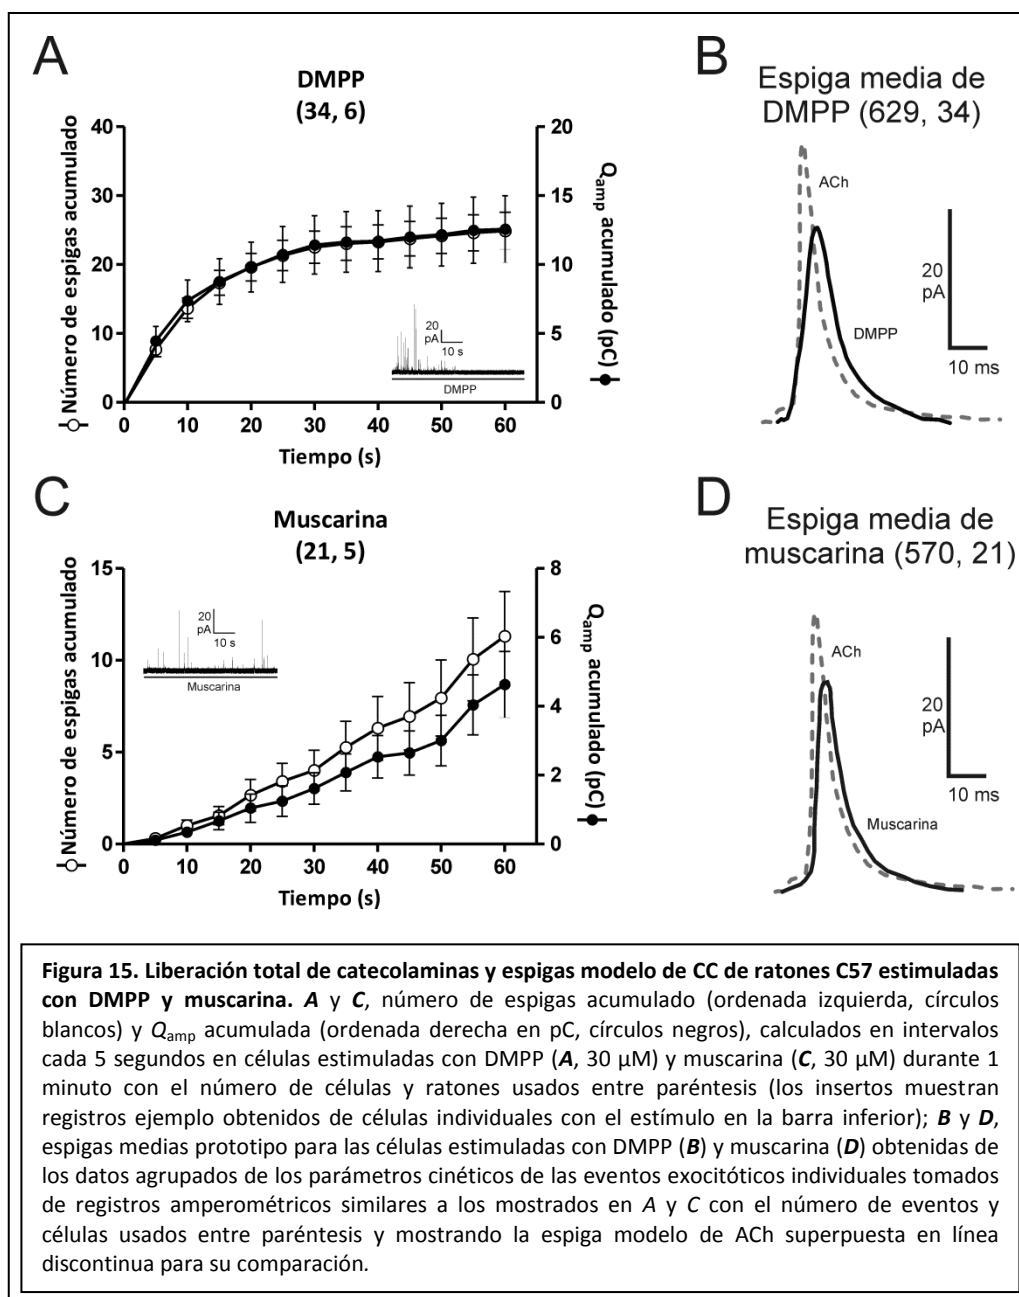 A
DMPP
(34, 6)
Número de espigas acumulado
40
30
20
10
0
20
15
10
5
0
Q_amp acumulado (pC)
20
pA
10 s
DMPP
0 10 20 30 40 50 60
Tiempo (s)
B
Espiga media de
DMPP (629, 34)
ACh
DMPP
20
pA
10 ms
C
Muscarina
(21, 5)
Número de espigas acumulado
15
10
5
0
8
6
4
2
0
Q_amp acumulado (pC)
20
pA
10 s
Muscarina
0 10 20 30 40 50 60
Tiempo (s)
D
Espiga media de
muscarina (570, 21)
ACh
Muscarina
20
pA
10 ms
Figura 15. Liberación total de catecolaminas y espigas modelo de CC de ratones C57 estimuladas
con DMPP y muscarina. A y C, número de espigas acumulado (ordenada izquierda, círculos
blancos) y Qamp acumulada (ordenada derecha en pC, círculos negros), calculados en intervalos
cada 5 segundos en células estimuladas con DMPP (A, 30 µM) y muscarina (C, 30 µM) durante 1
minuto con el número de células y ratones usados entre paréntesis (los insertos muestran
registros ejemplo obtenidos de células individuales con el estímulo en la barra inferior); B y D,
espigas medias prototipo para las células estimuladas con DMPP (B) y muscarina (D) obtenidas de
los datos agrupados de los parámetros cinéticos de las eventos exocitóticos individuales tomados
de registros amperométricos similares a los mostrados en A y C con el número de eventos y
células usados entre paréntesis y mostrando la espiga modelo de ACh superpuesta en línea
discontinua para su comparación.